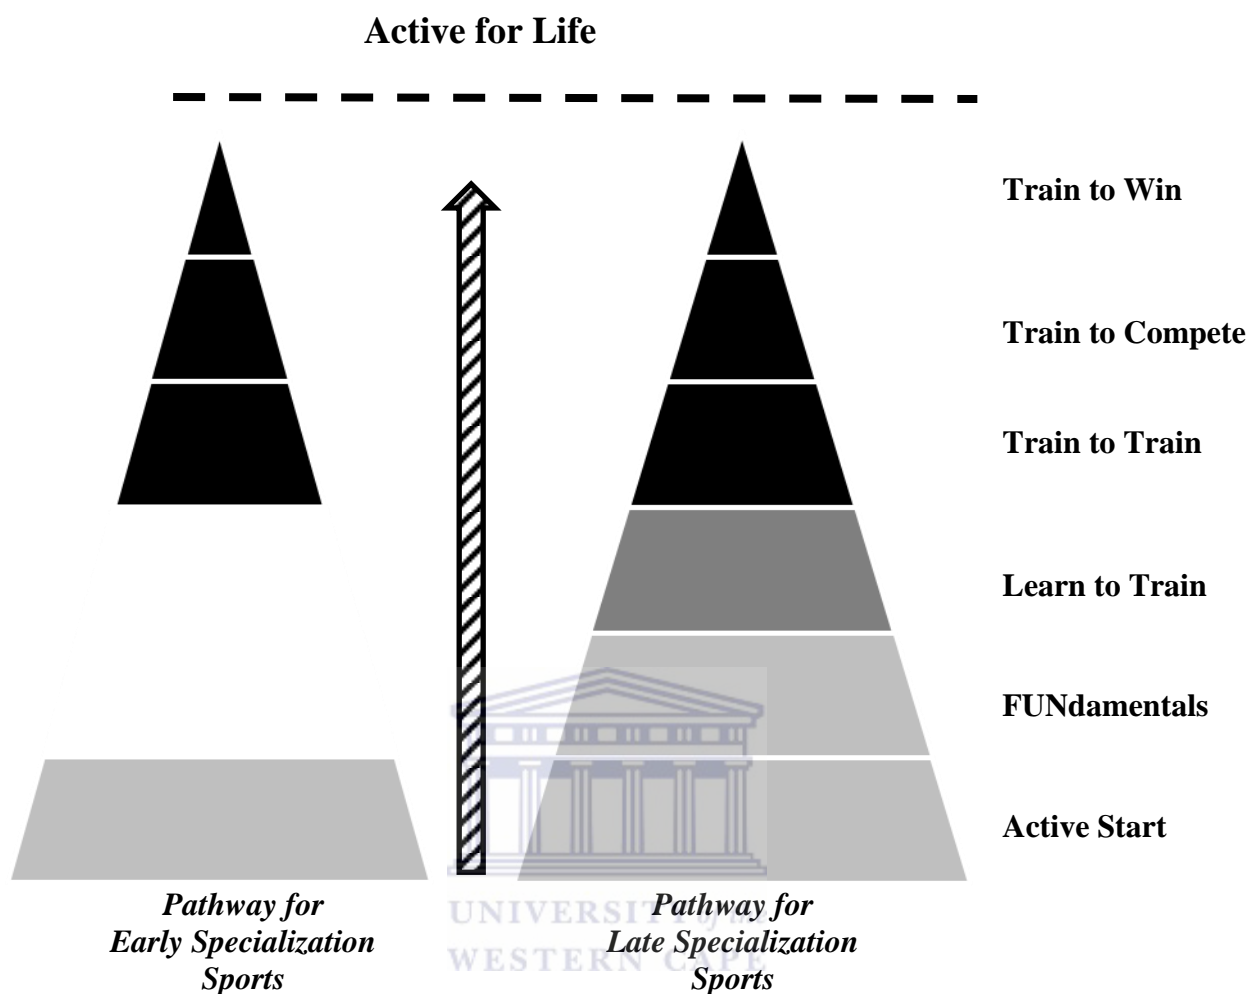 Active for Life
Train to Win
Train to Compete
Train to Train
Learn to Train
FUNdamentals
Active Start
Pathway for
Early Specialization
Sports
Pathway for
Late Specialization
Sports
UNIVERSITY of the
WESTERN CAPE